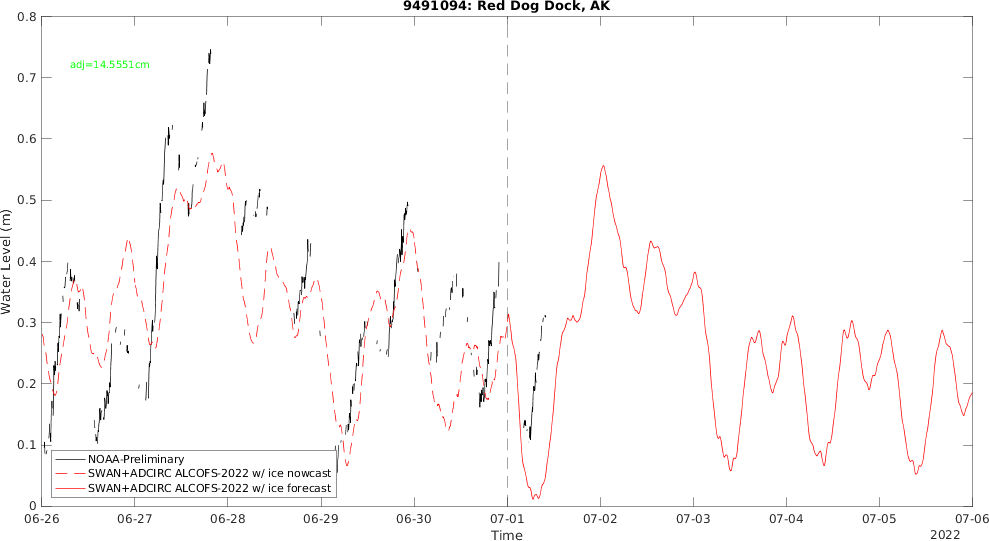 9491094: Red Dog Dock, AK
adj=14.5551cm
Water Level (m)
0.8
0.7
0.6
0.5
0.4
0.3
0.2
0.1
0
NOAA-Preliminary
SWAN+ADCIRC ALCOFS-2022 w/ ice nowcast
SWAN+ADCIRC ALCOFS-2022 w/ ice forecast
06-26 06-27 06-28 06-29 06-30 07-01 07-02 07-03 07-04 07-05 07-06
Time
2022